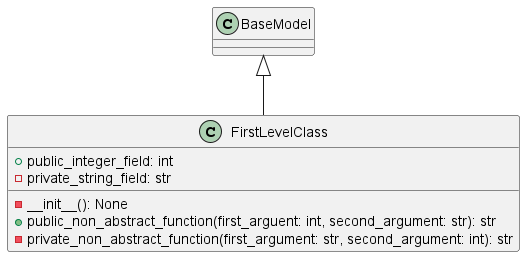 C BaseModel
C FirstLevelClass
public_integer_field: int
private_string_field: str
__init__(): None
public_non_abstract_function(first_arguent: int, second_argument: str): str
private_non_abstract_function(first_argument: str, second_argument: int): str